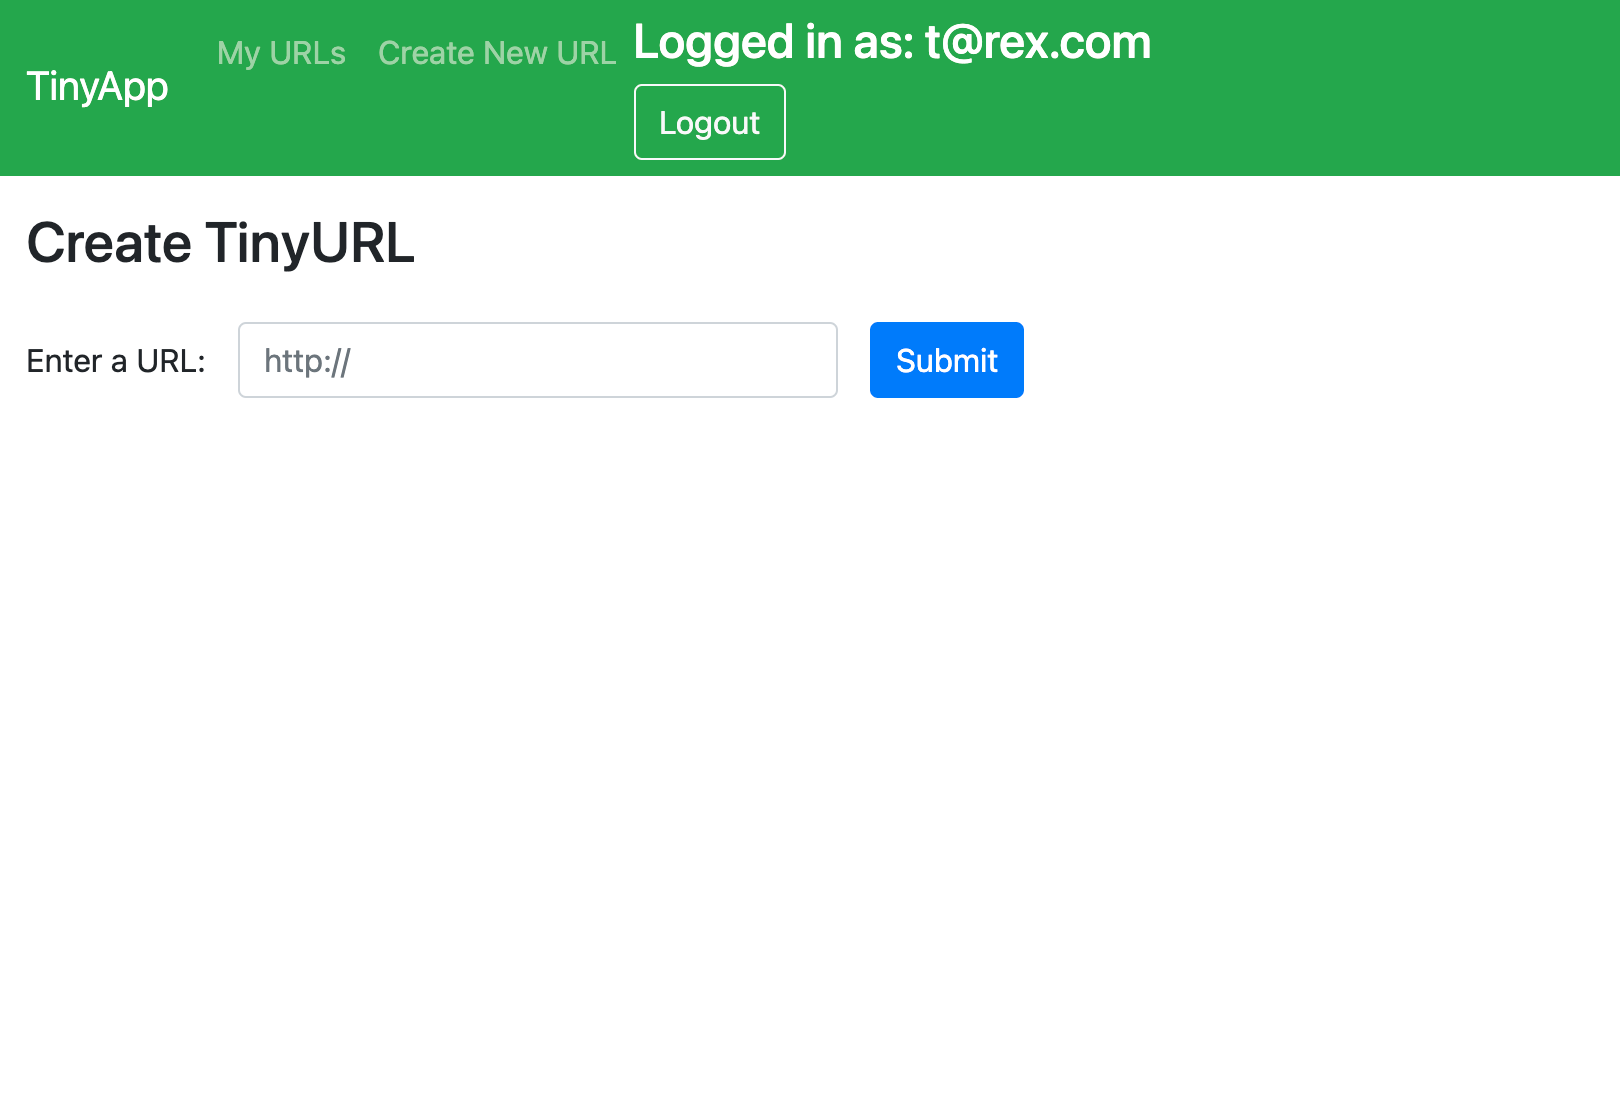 TinyApp
My URLs
Create New URL
Logged in as: t@rex.com
Logout
Create TinyURL
Enter a URL:
http://
Submit